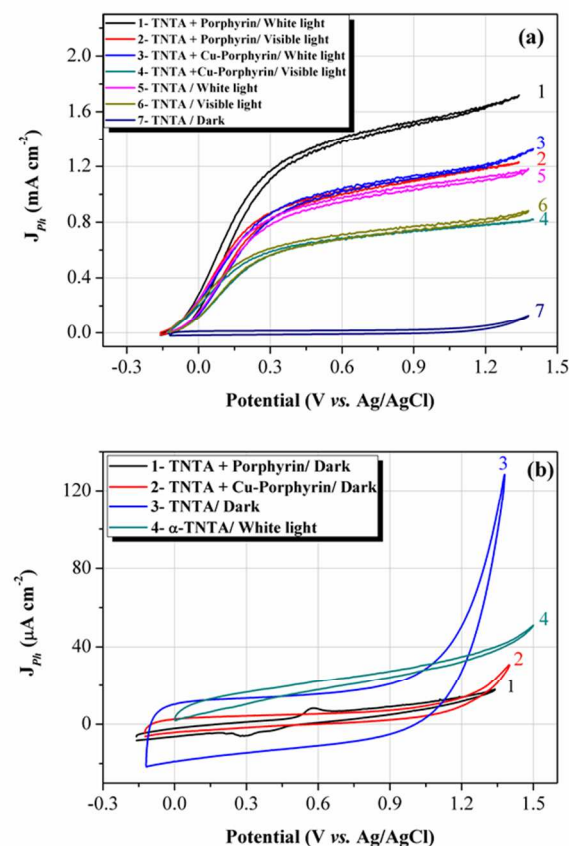 (a)
1- TNTA + Porphyrin/ White light
2- TNTA + Porphyrin/ Visible light
3- TNTA + Cu-Porphyrin/ White light
4- TNTA +Cu-Porphyrin/ Visible light
5- TNTA / White light
6- TNTA / Visible light
7- TNTA / Dark
2.0
1.6
1.2
0.8
0.4
0.0
J_Ph (mA cm⁻²)
1
3
2
5
6
4
7
-0.3 0.0 0.3 0.6 0.9 1.2 1.5
Potential (V vs. Ag/AgCl)
(b)
1- TNTA + Porphyrin/ Dark
2- TNTA + Cu-Porphyrin/ Dark
3- TNTA/ Dark
4- α-TNTA/ White light
120
80
40
0
J_Ph (μA cm⁻²)
3
4
2
1
-0.3 0.0 0.3 0.6 0.9 1.2 1.5
Potential (V vs. Ag/AgCl)